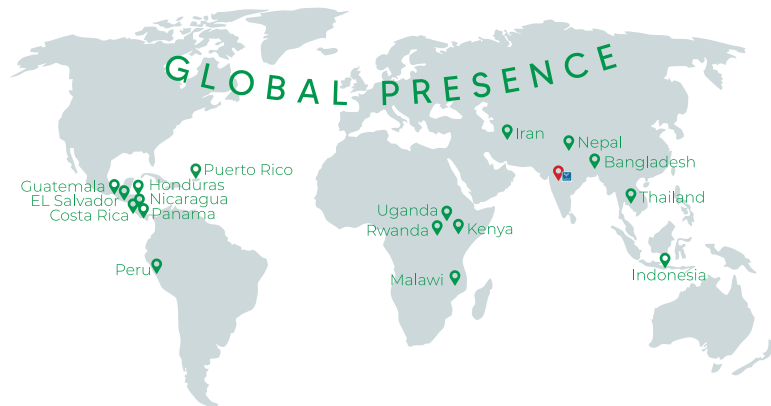 GLOBAL PRESENCE
Iran
Nepal
Bangladesh
Puerto Rico
Guatemala
Honduras
EL Salvador
Nicaragua
Thailand
Costa Rica
Panama
Uganda
Rwanda
Kenya
Peru
Malawi
Indonesia